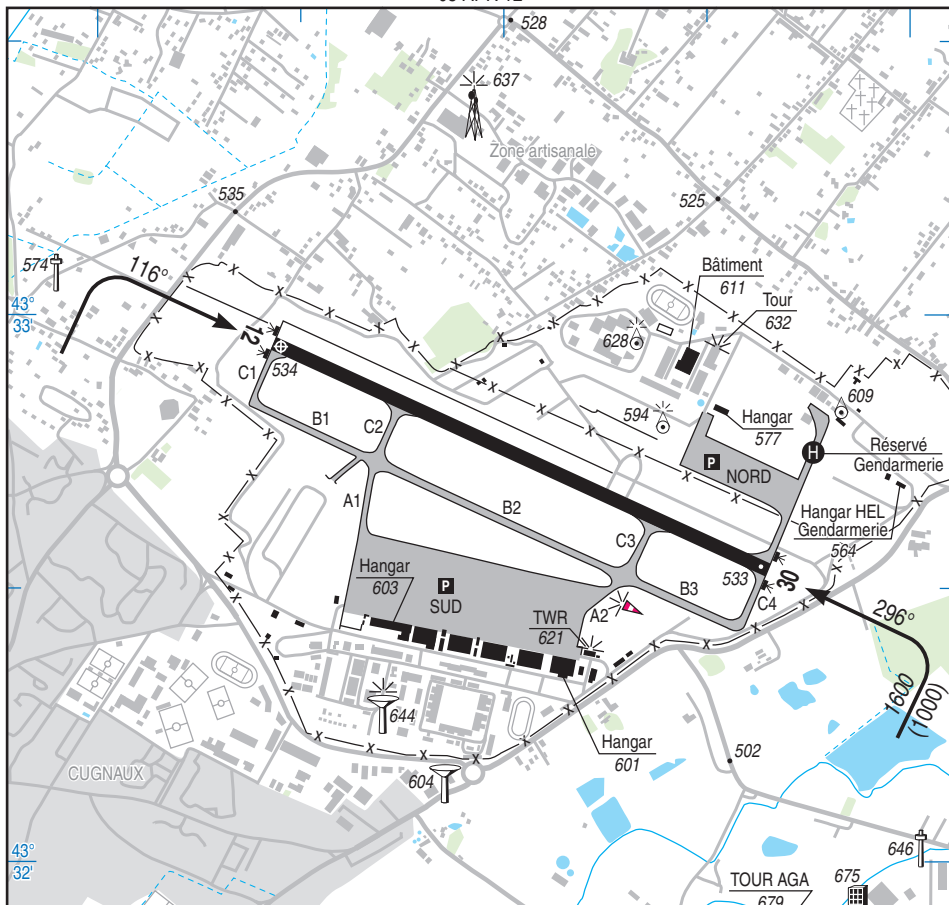 528
637
Zone artisanale
535
525
574
116°
Bâtiment
611
Tour
632
43°
33'
12
628
534
C1
609
594
Hangar
577
B1
C2
H
Réservé
Gendarmerie
P
NORD
A1
B2
Hangar HEL
Gendarmerie
564
C3
Hangar
603
P
SUD
533
30
B3
C4
TWR
621
A2
296°
1600
(1000)
644
Hangar
601
502
CUGNAUX
604
43°
32'
646
TOUR AGA
679
675